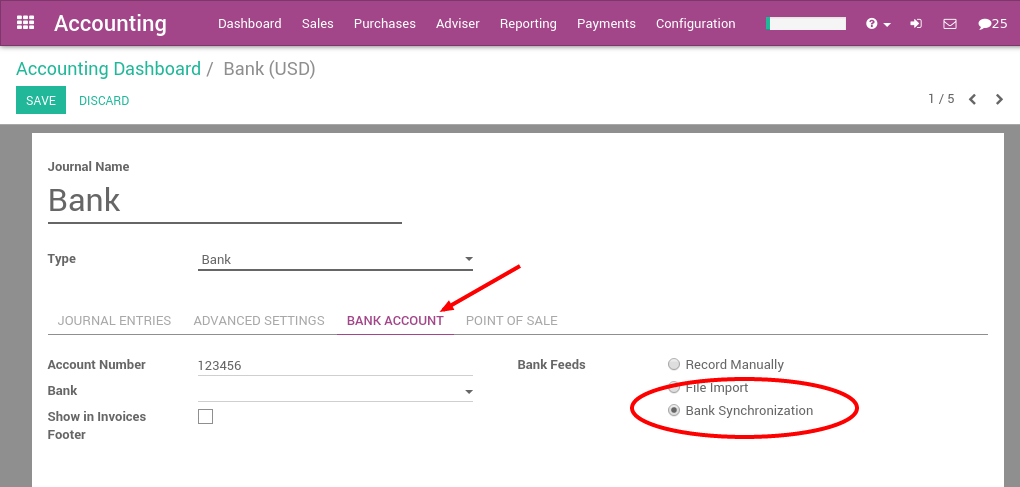 Accounting Dashboard Sales Purchases Adviser Reporting Payments Configuration 25
Accounting Dashboard / Bank (USD)
SAVE DISCARD 1 / 5
Journal Name
Bank
Type Bank
JOURNAL ENTRIES ADVANCED SETTINGS BANK ACCOUNT POINT OF SALE
Account Number 123456 Bank Feeds Record Manually
Bank File Import
Show in Invoices Bank Synchronization
Footer